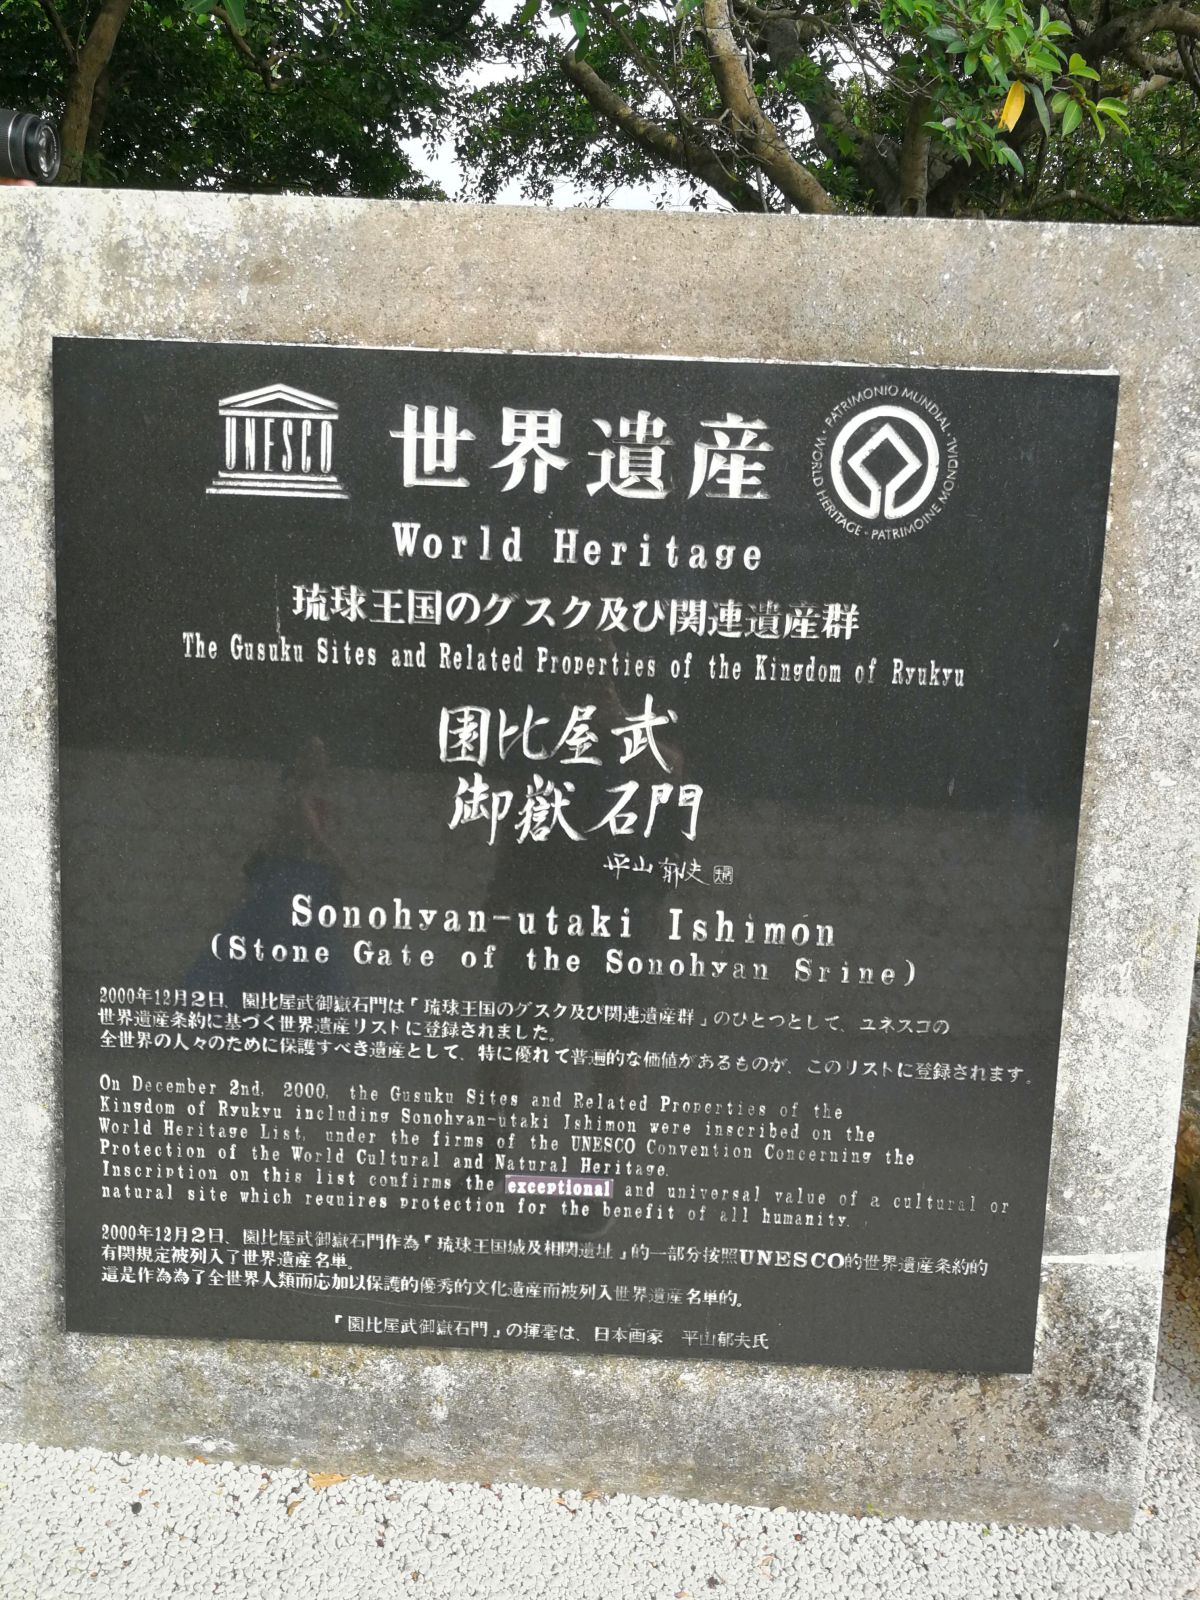 UNESCO
世界遺産
WORLD HERITAGE · PATRIMONIO MUNDIAL · PATRIMOINE MONDIAL ·
World Heritage
琉球王国のグスク及び関連遺産群
The Gusuku Sites and Related Properties of the Kingdom of Ryukyu
園比屋武
御嶽石門
平山郁夫
Sonohyan-utaki Ishimon
(Stone Gate of the Sonohyan Srine)
2000年12月2日、園比屋武御嶽石門は「琉球王国のグスク及び関連遺産群」のひとつとして、ユネスコの
世界遺産条約に基づく世界遺産リストに登録されました。
全世界の人々のために保護すべき遺産として、特に優れて普遍的な価値があるものが、このリストに登録されます。
On December 2nd, 2000, the Gusuku Sites and Related Properties of the
Kingdom of Ryukyu including Sonohyan-utaki Ishimon were inscribed on the
World Heritage List, under the firms of the UNESCO Convention Concerning the
Protection of the World Cultural and Natural Heritage.
Inscription on this list confirms the exceptional and universal value of a cultural or
natural site which requires protection for the benefit of all humanity.
2000年12月2日、園比屋武御嶽石門作為「琉球王国城及相関遺址」的一部分按照UNESCO的世界遺産条約的
有関規定被列入了世界遺産名単。
這是作為為了全世界人類而応加以保護的優秀的文化遺産而被列入世界遺産名単的。
「園比屋武御嶽石門」の揮毫は、日本画家 平山郁夫氏